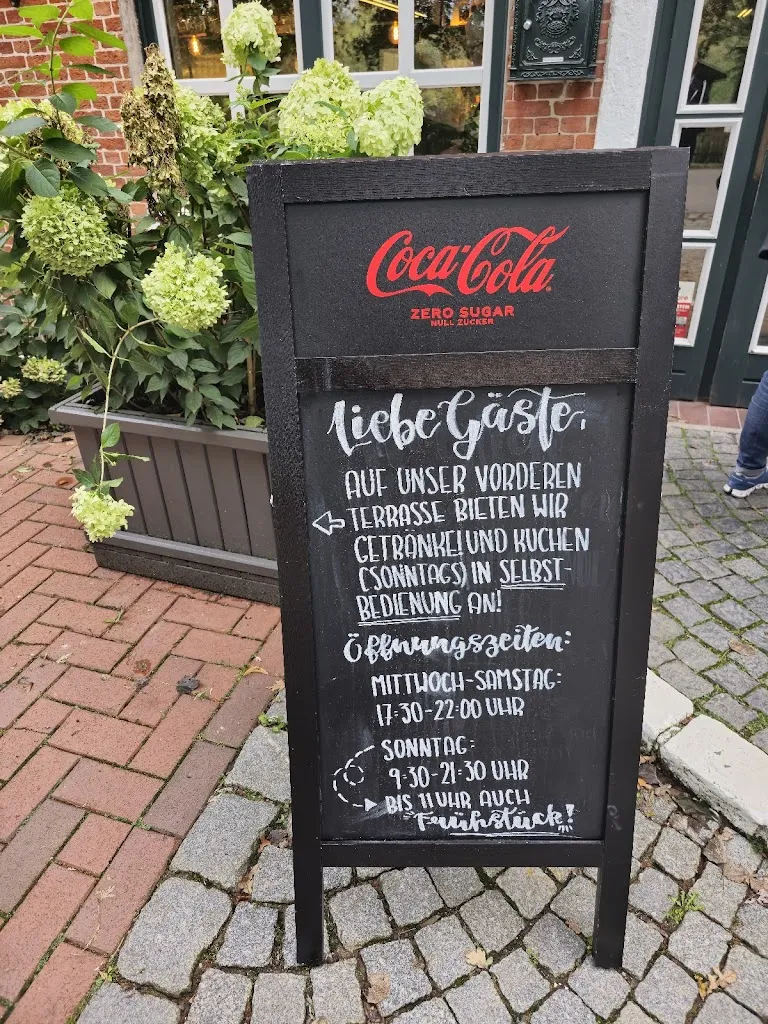 Coca-Cola
ZERO SUGAR
NULL ZUCKER
Liebe Gäste,
AUF UNSER VORDEREN
TERRASSE BIETEN WIR
GETRÄNKE! UND KUCHEN
(SONNTAGS) IN SELBST-
BEDIENUNG AN!
Öffnungszeiten:
MITTWOCH-SAMSTAG:
17:30-22:00 UHR
SONNTAG:
9:30-21:30 UHR
BIS 11 UHR AUCH
Frühstück!